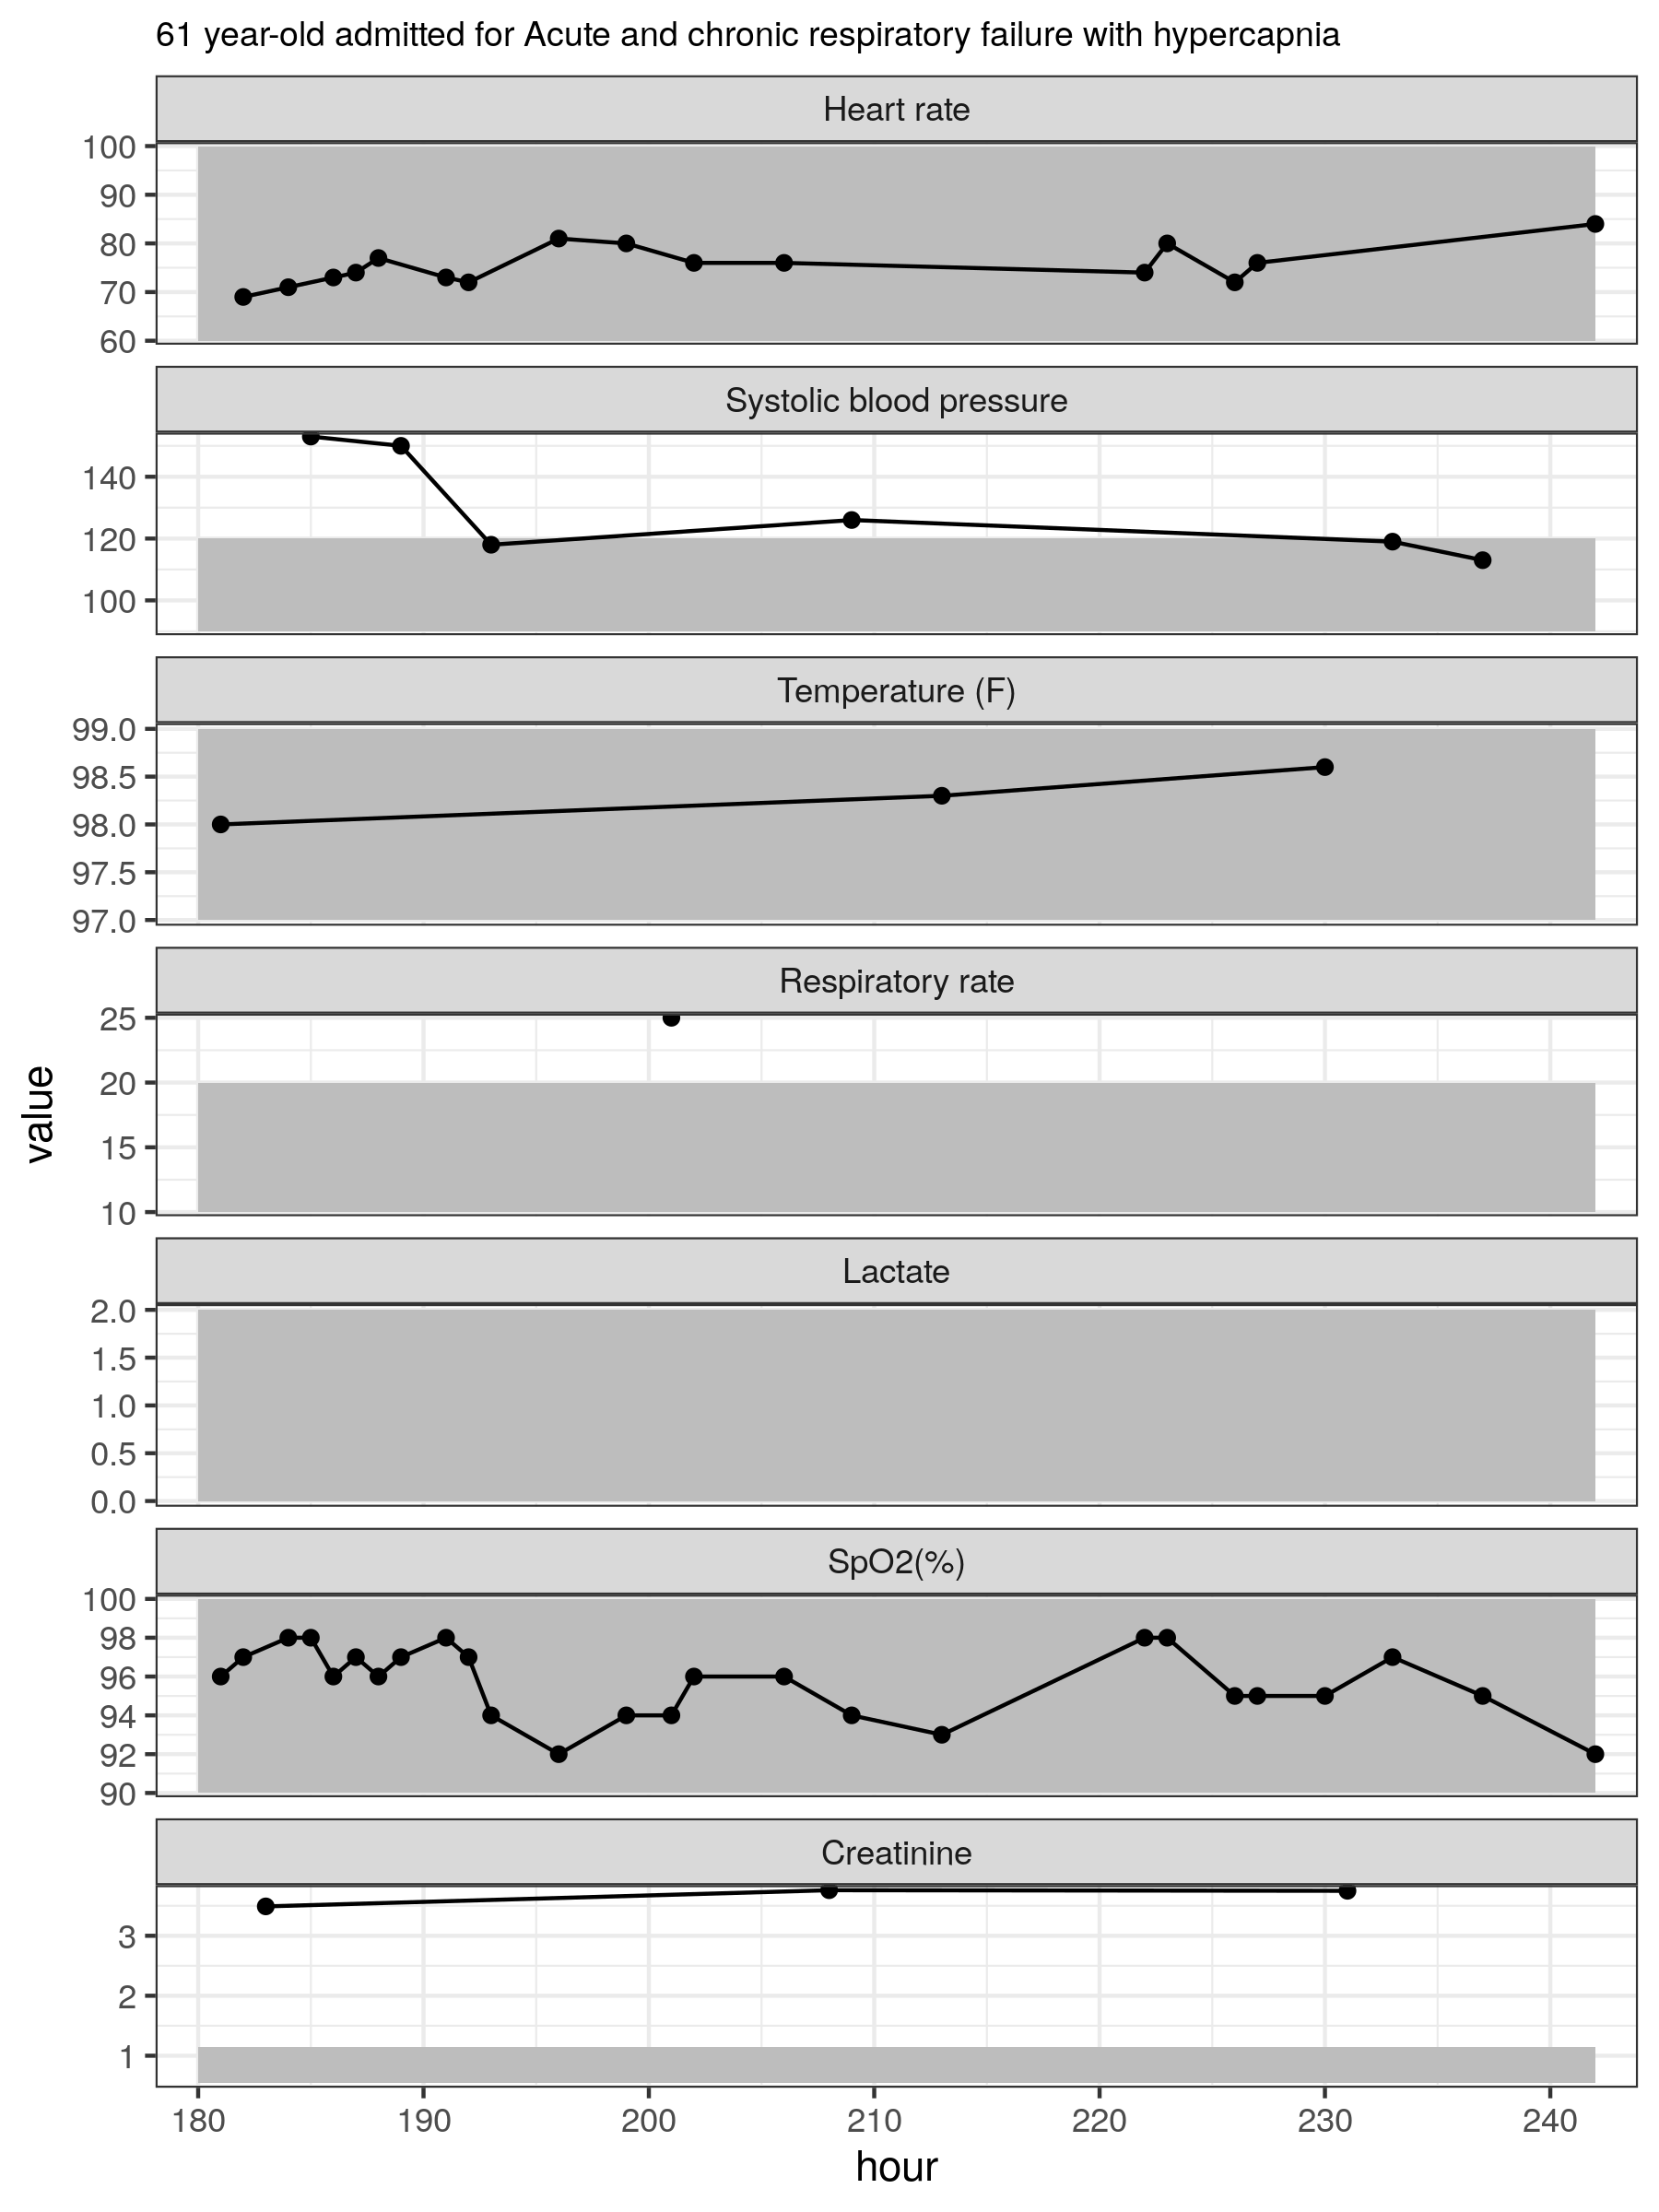 61 year-old admitted for Acute and chronic respiratory failure with hypercapnia
Heart rate
100
90
80
70
60
Systolic blood pressure
140
120
100
Temperature (F)
99.0
98.5
98.0
97.5
97.0
Respiratory rate
25
20
15
10
value
Lactate
2.0
1.5
1.0
0.5
0.0
SpO2(%)
100
98
96
94
92
90
Creatinine
3
2
1
180 190 200 210 220 230 240
hour